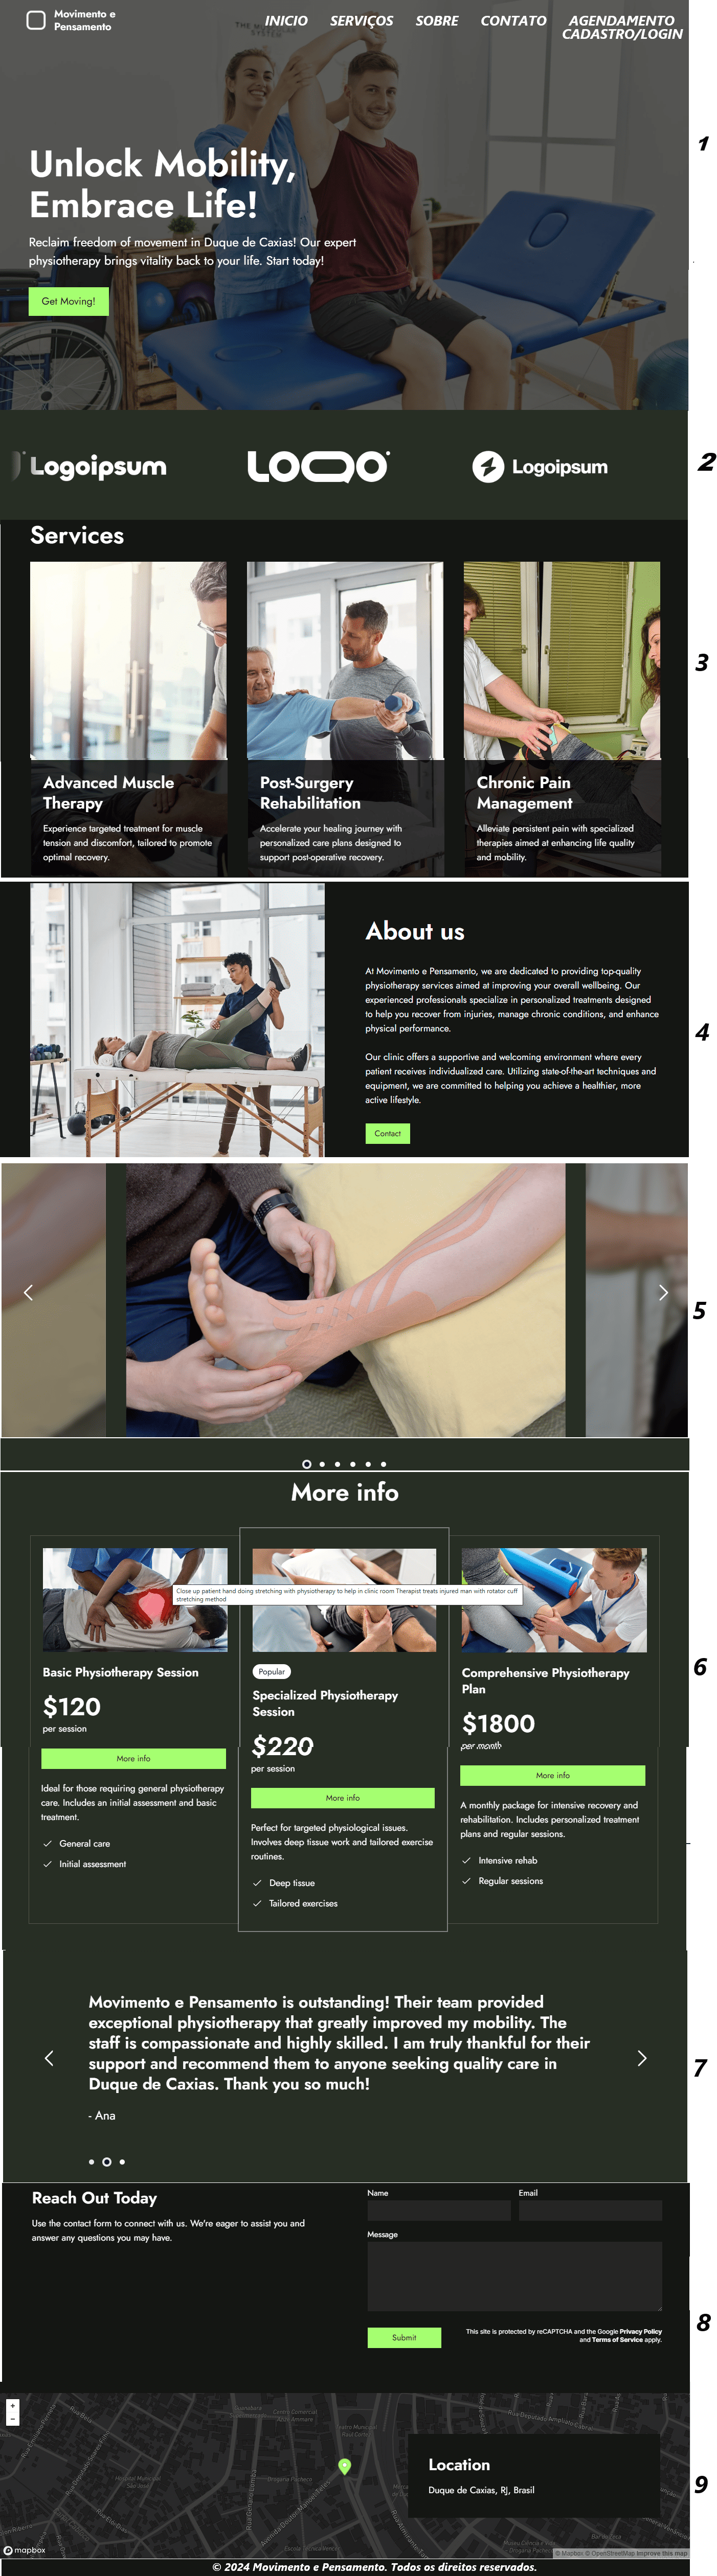 Movimento e
Pensamento
INICIO SERVIÇOS SOBRE CONTATO AGENDAMENTO
CADASTRO/LOGIN
1
Unlock Mobility,
Embrace Life!
Reclaim freedom of movement in Duque de Caxias! Our expert
physiotherapy brings vitality back to your life. Start today!
Get Moving!
Logoipsum
LOGO
Logoipsum
2
Services
3
Advanced Muscle
Therapy
Experience targeted treatment for muscle
tension and discomfort, tailored to promote
optimal recovery.
Post-Surgery
Rehabilitation
Accelerate your healing journey with
personalized care plans designed to
support post-operative recovery.
Chronic Pain
Management
Alleviate persistent pain with specialized
therapies aimed at enhancing life quality
and mobility.
About us
At Movimento e Pensamento, we are dedicated to providing top-quality
physiotherapy services aimed at improving your overall wellbeing. Our
experienced professionals specialize in personalized treatments designed
to help you recover from injuries, manage chronic conditions, and enhance
physical performance.
4
Our clinic offers a supportive and welcoming environment where every
patient receives individualized care. Utilizing state-of-the-art techniques and
equipment, we are committed to helping you achieve a healthier, more
active lifestyle.
Contact
5
More info
Close up patient hand doing stretching with physiotherapy to help in clinic room Therapist treats injured man with rotator cuff
stretching method
6
Basic Physiotherapy Session
$120
per session
More info
Ideal for those requiring general physiotherapy
care. Includes an initial assessment and basic
treatment.
General care
Initial assessment
Popular
Specialized Physiotherapy
Session
$220
per session
More info
Perfect for targeted physiological issues.
Involves deep tissue work and tailored exercise
routines.
Deep tissue
Tailored exercises
Comprehensive Physiotherapy
Plan
$1800
per month
More info
A monthly package for intensive recovery and
rehabilitation. Includes personalized treatment
plans and regular sessions.
Intensive rehab
Regular sessions
Movimento e Pensamento is outstanding! Their team provided
exceptional physiotherapy that greatly improved my mobility. The
staff is compassionate and highly skilled. I am truly thankful for their
support and recommend them to anyone seeking quality care in
Duque de Caxias. Thank you so much!
- Ana
7
Reach Out Today
Use the contact form to connect with us. We're eager to assist you and
answer any questions you may have.
Name
Email
Message
8
Submit
This site is protected by reCAPTCHA and the Google Privacy Policy
and Terms of Service apply.
+
−
Location
Duque de Caxias, RJ, Brasil
9
mapbox
© Mapbox © OpenStreetMap Improve this map
© 2024 Movimento e Pensamento. Todos os direitos reservados.